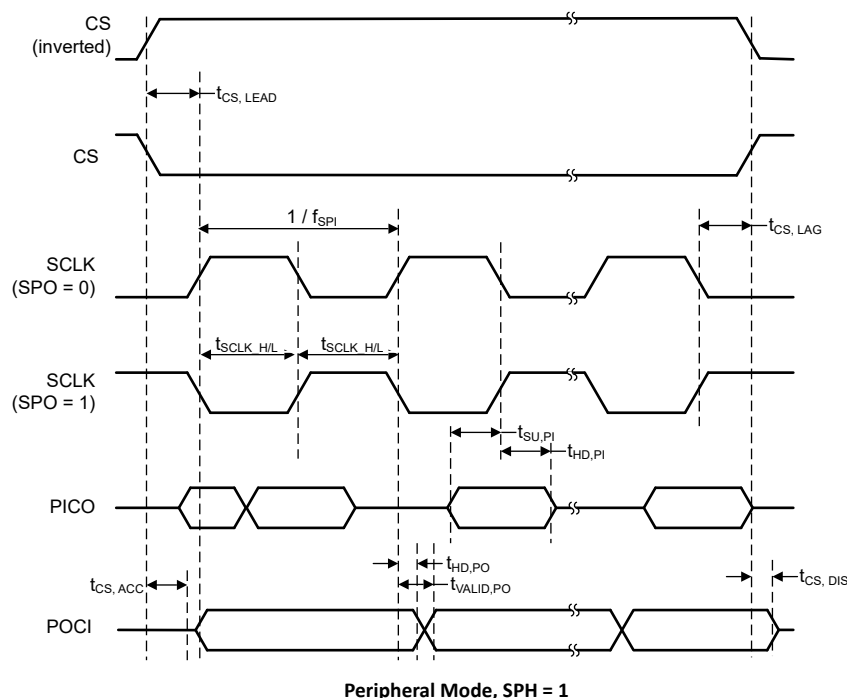 CS
(inverted)
tCS, LEAD
CS
1 / fSPI
tCS, LAG
SCLK
(SPO = 0)
tSCLK_H/L
tSCLK_H/L
SCLK
(SPO = 1)
tSU,PI
tHD,PI
PICO
tHD,PO
tVALID,PO
tCS, ACC
tCS, DIS
POCI
Peripheral Mode, SPH = 1